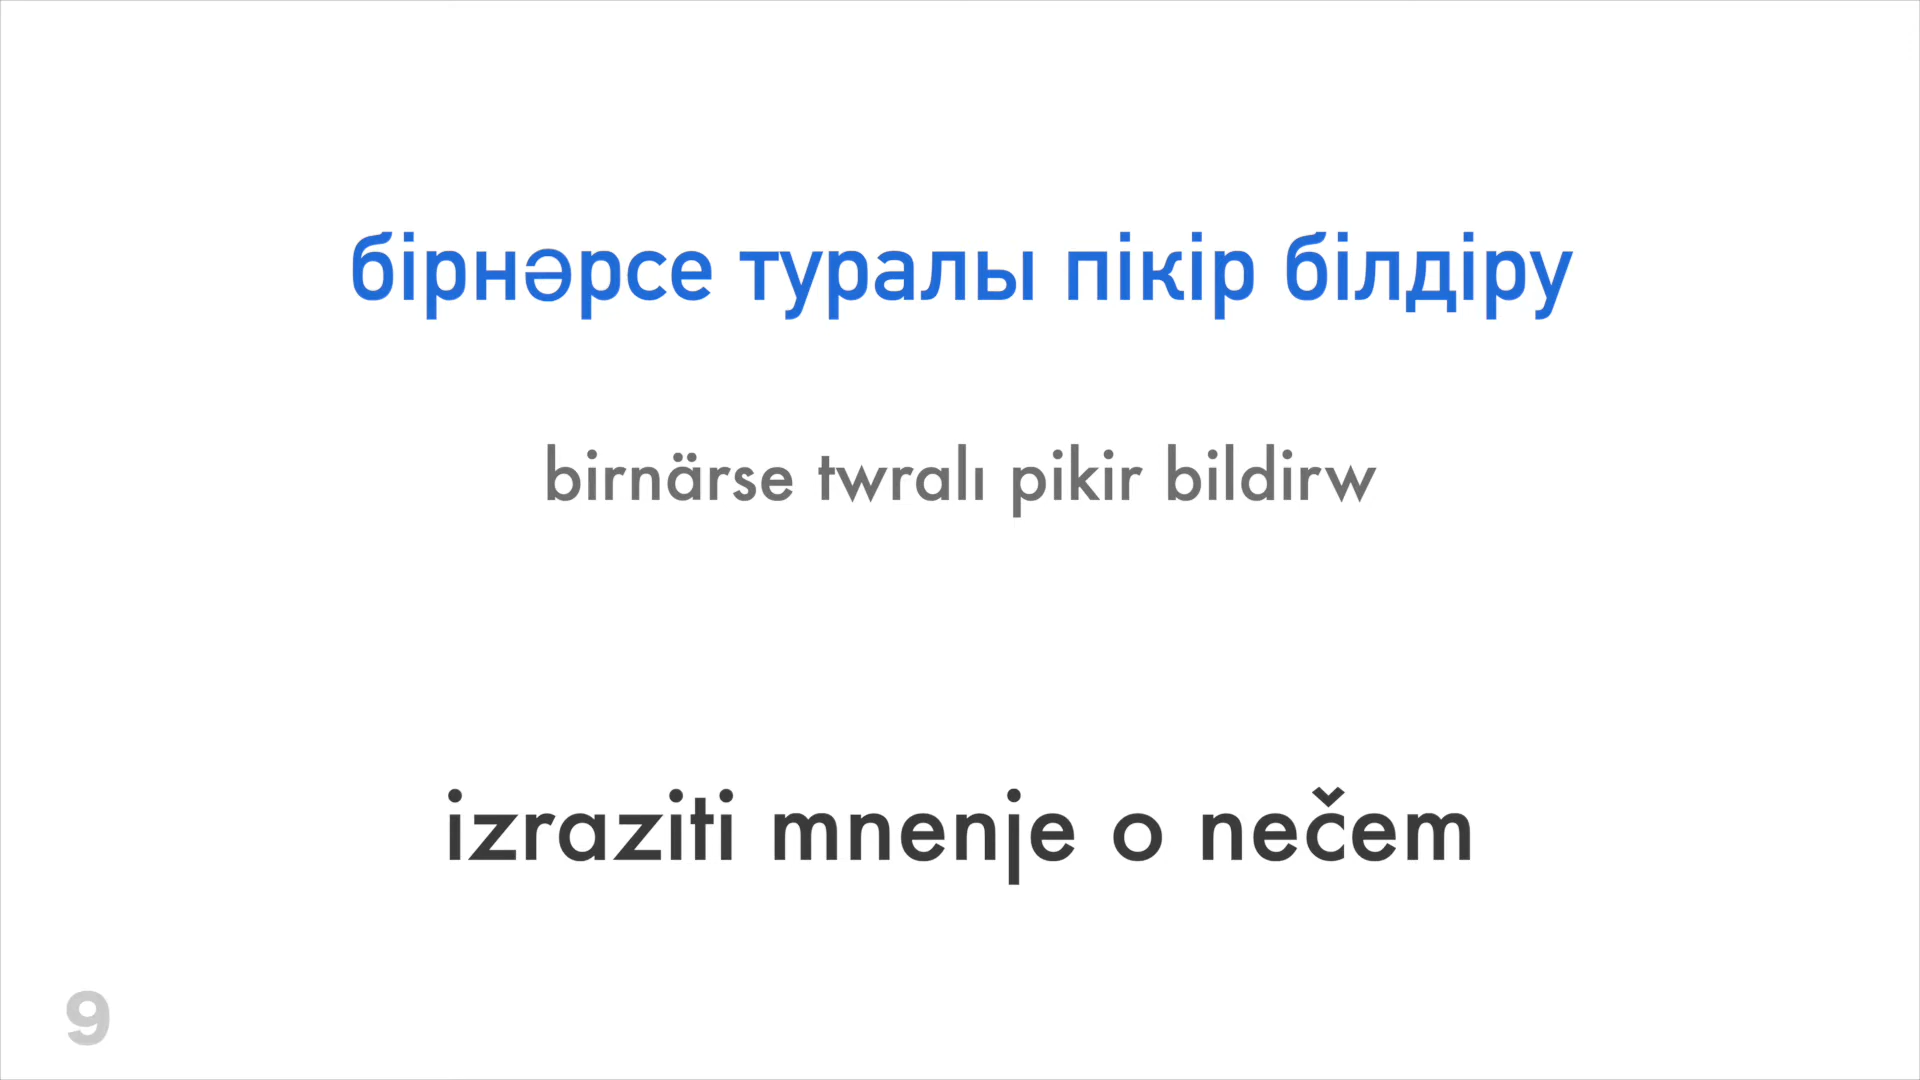 бірнәрсе туралы пікір білдіру
birnärse twralı pikir bildirw
izraziti mnenje o nečem
9